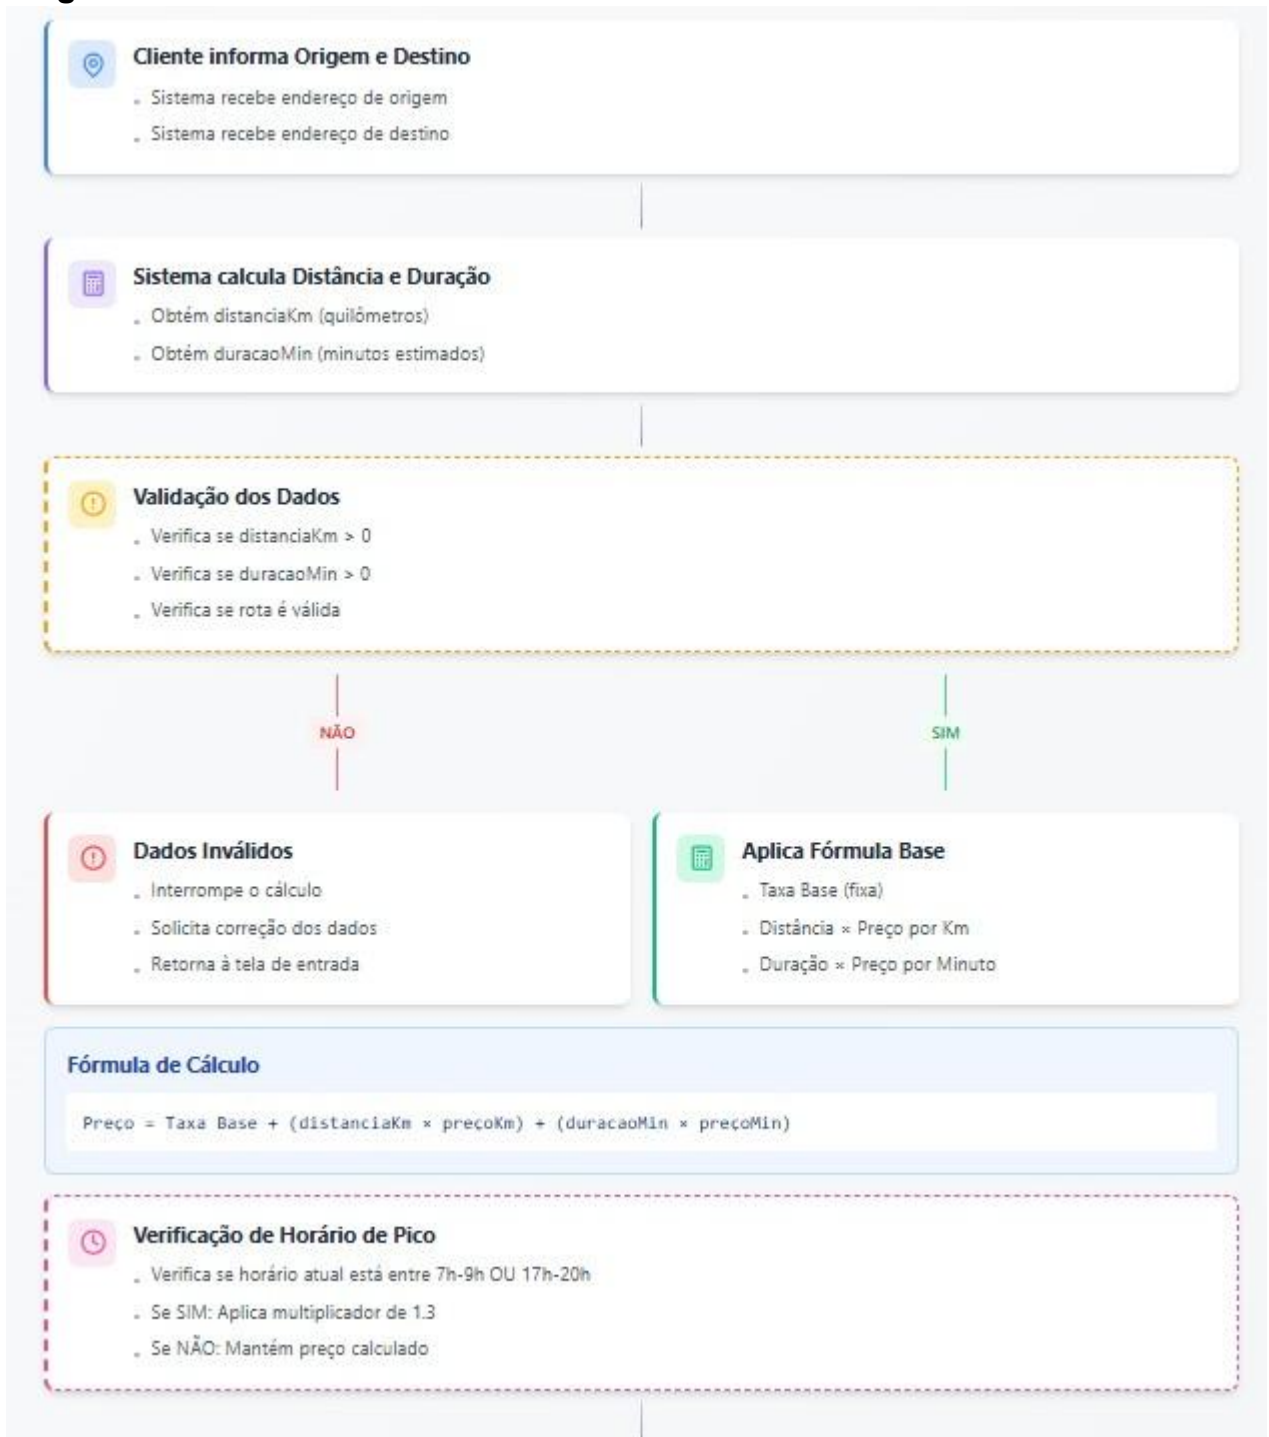 Cliente informa Origem e Destino
Sistema recebe endereço de origem
Sistema recebe endereço de destino
Sistema calcula Distância e Duração
Obtém distanciaKm (quilômetros)
Obtém duracaoMin (minutos estimados)
Validação dos Dados
Verifica se distanciaKm > 0
Verifica se duracaoMin > 0
Verifica se rota é válida
NÃO
SIM
Dados Inválidos
Interrompe o cálculo
Solicita correção dos dados
Retorna à tela de entrada
Aplica Fórmula Base
Taxa Base (fixa)
Distância × Preço por Km
Duração × Preço por Minuto
Fórmula de Cálculo
Preço = Taxa Base + (distanciaKm × preçoKm) + (duracaoMin × preçoMin)
Verificação de Horário de Pico
Verifica se horário atual está entre 7h-9h OU 17h-20h
Se SIM: Aplica multiplicador de 1.3
Se NÃO: Mantém preço calculado